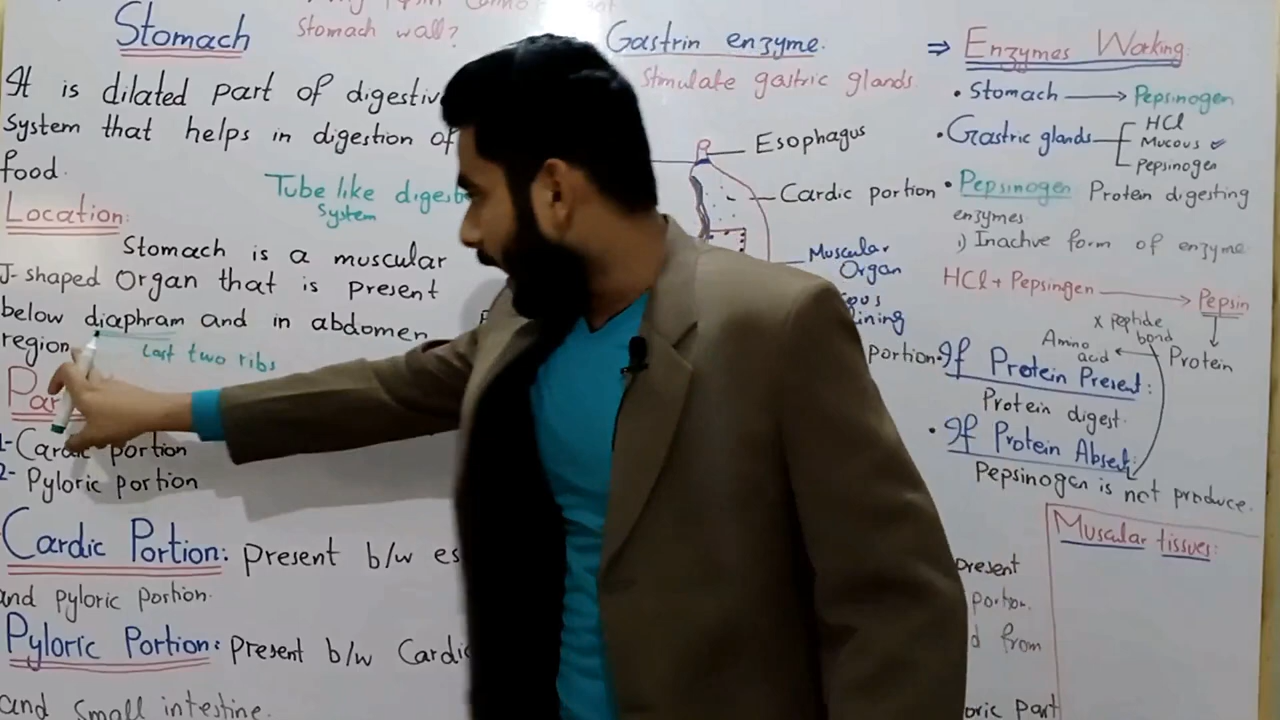 Stomach
Stomach wall?
It is dilated part of digestiv
System that helps in digestion of
food.
Tube like digest
System
Location:
Stomach is a muscular
J-shaped Organ that is present
below diaphram and in abdomen
region
Last two ribs
Par
1-Cardic portion
2- Pyloric portion
Cardic Portion: present b/w es
and pyloric portion.
Pyloric Portion: present b/w Cardic
and small intestine.
Gastrin enzyme.
Stimulate gastric glands.
Esophagus
Cardic portion
Muscular
Organ
portion
⇒ Enzymes Working:
• Stomach → Pepsinogen
• Gastric glands
HCl
Mucous
Pepsinogen
• Pepsinogen Protein digesting
enzymes
i) Inactive form of enzyme
HCl + Pepsingen → Pepsin
x peptide
bond
Amino
acid ← Protein
• If Protein Present:
Protein digest.
• If Protein Absent:
Pepsinogen is not produce.
Muscular tissues:
present
portion.
d from
oric part